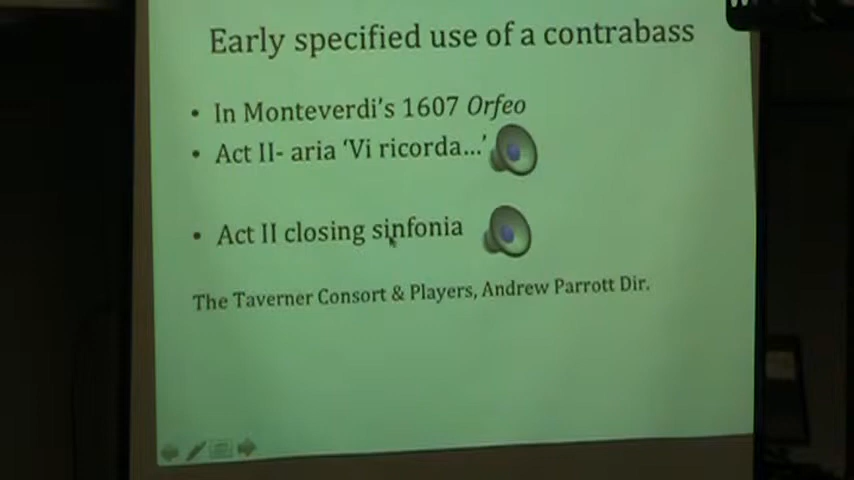 Early specified use of a contrabass
• In Monteverdi's 1607 Orfeo
• Act II- aria 'Vi ricorda...'
• Act II closing sinfonia
The Taverner Consort & Players, Andrew Parrott Dir.